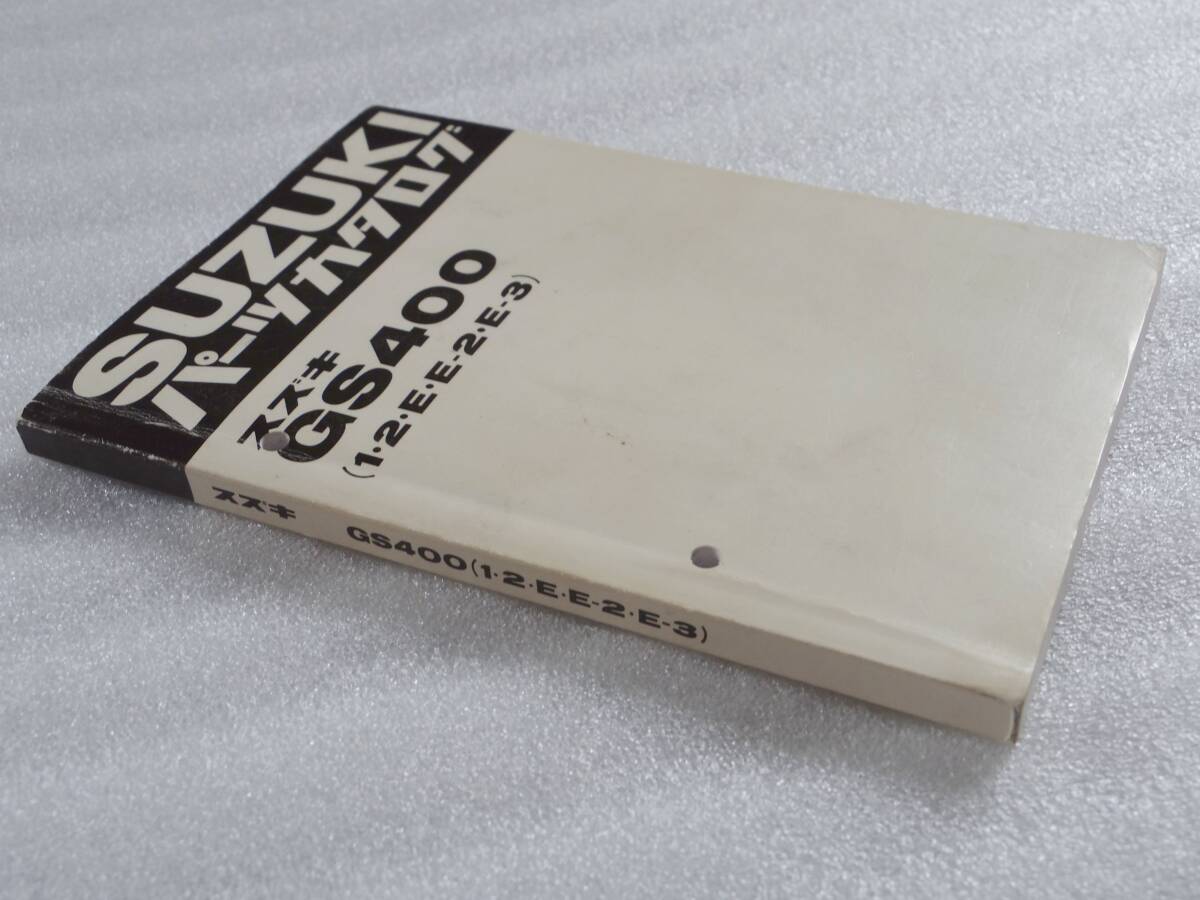 SUZUKI
パーツカタログ
スズキ
GS400
(1·2·E·E-2·E-3)
スズキ GS400(1·2·E·E-2·E-3)